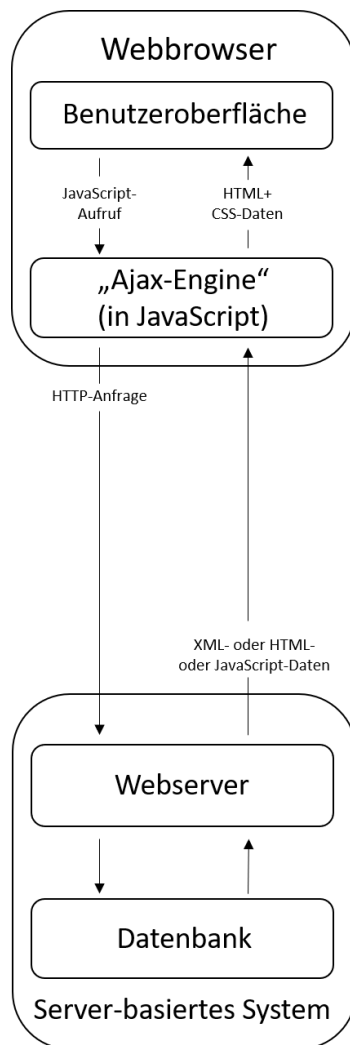 Webbrowser
Benutzeroberfläche
JavaScript-
Aufruf
HTML+
CSS-Daten
„Ajax-Engine“
(in JavaScript)
HTTP-Anfrage
XML- oder HTML-
oder JavaScript-Daten
Webserver
Datenbank
Server-basiertes System